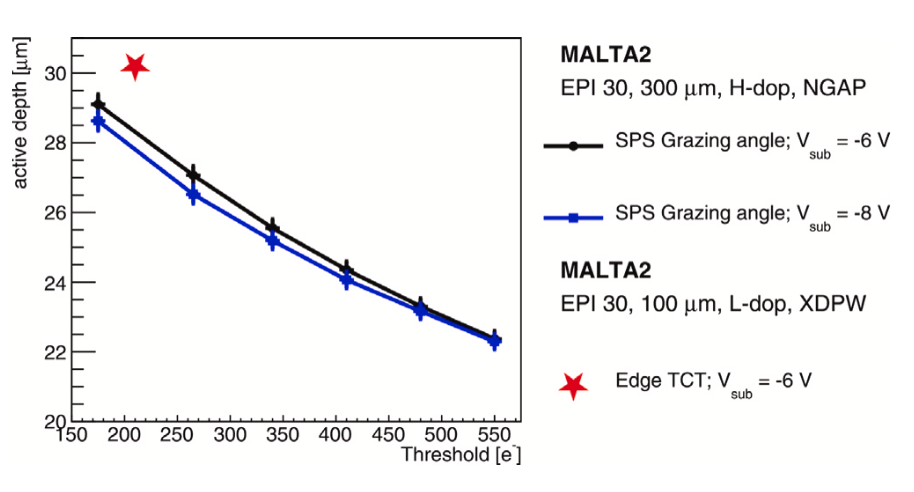 active depth [μm]
30
28
26
24
22
20
150 200 250 300 350 400 450 500 550
Threshold [e⁻]
MALTA2
EPI 30, 300 μm, H-dop, NGAP
SPS Grazing angle; V_sub = -6 V
SPS Grazing angle; V_sub = -8 V
MALTA2
EPI 30, 100 μm, L-dop, XDPW
Edge TCT; V_sub = -6 V